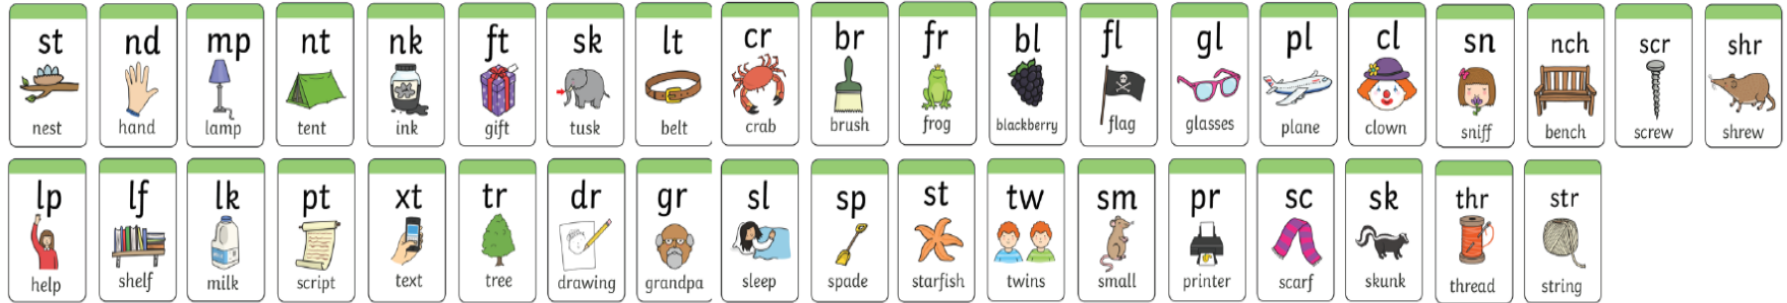 st nd mp nt nk ft sk lt cr br fr bl fl gl pl cl sn nch scr shr
nest hand lamp tent ink gift tusk belt crab brush frog blackberry flag glasses plane clown sniff bench screw shrew
lp lf lk pt xt tr dr gr sl sp st tw sm pr sc sk thr str
help shelf milk script text tree drawing grandpa sleep spade starfish twins small printer scarf skunk thread string